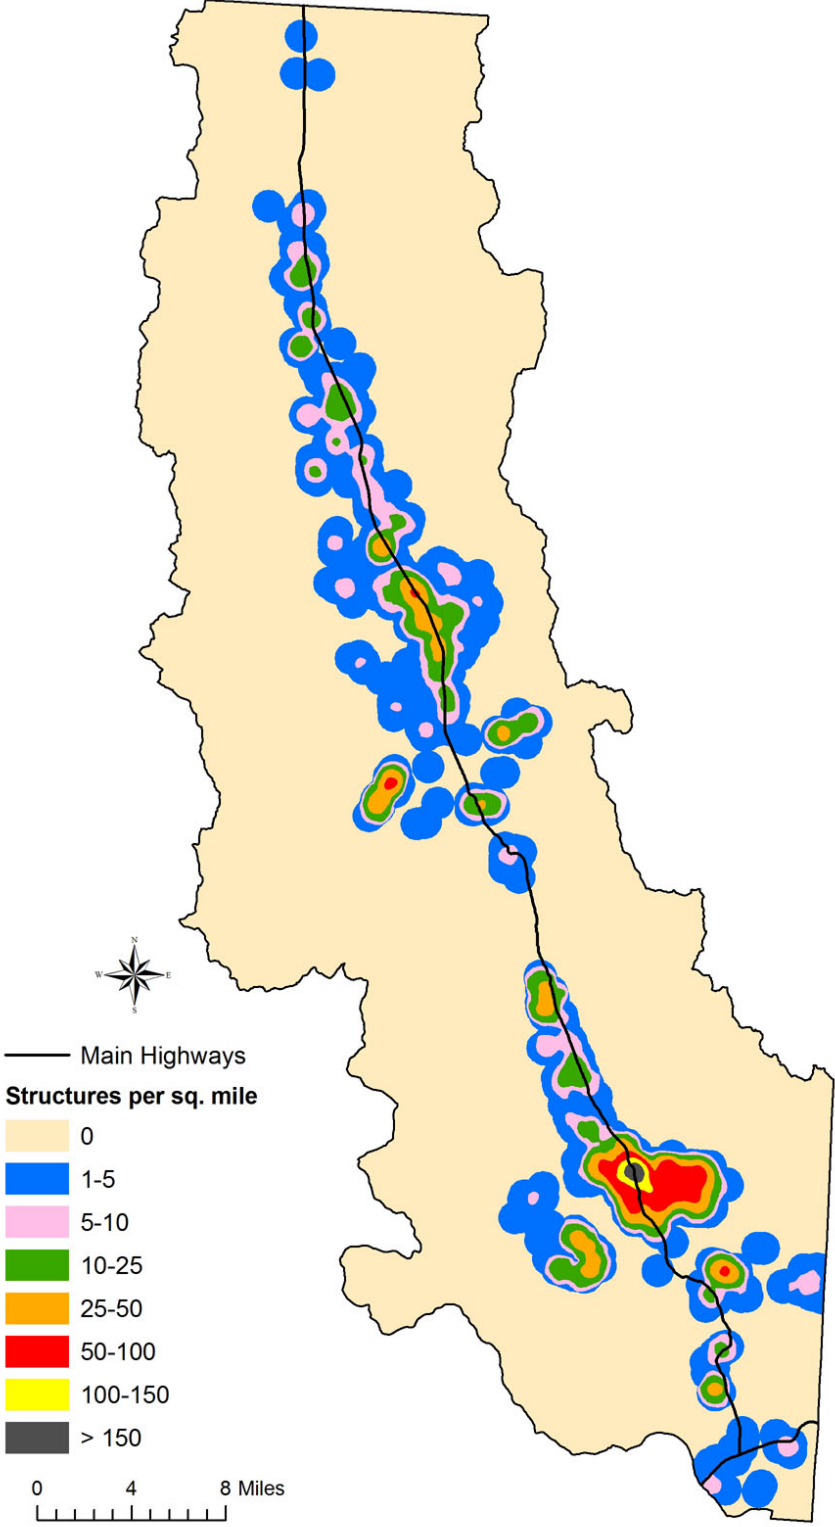 N
W E
S
Main Highways
Structures per sq. mile
0
1-5
5-10
10-25
25-50
50-100
100-150
> 150
0 4 8 Miles